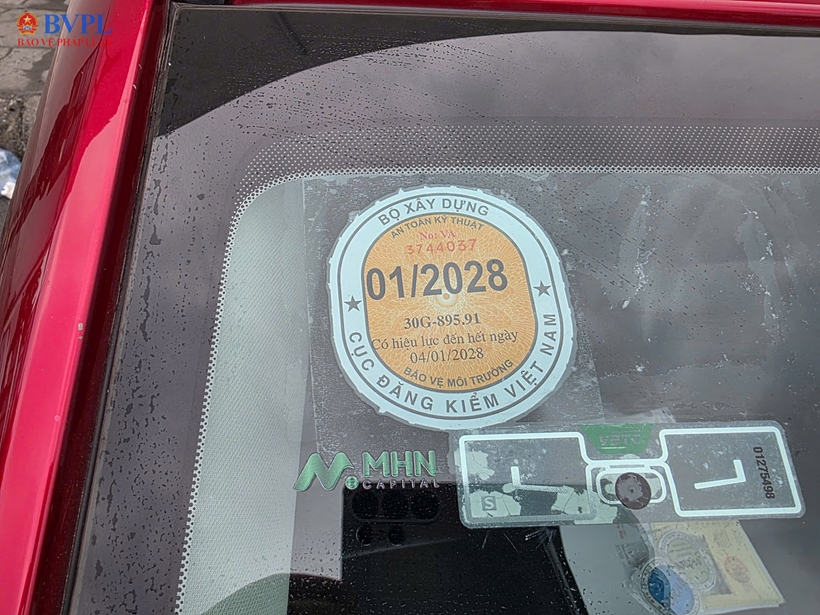 BVPL
BẢO VỆ PHÁP LUẬT
BỘ XÂY DỰNG
AN TOÀN KỸ THUẬT
No: VA
3744037
01/2028
30G-895.91
Có hiệu lực đến hết ngày
04/01/2028
BẢO VỆ MÔI TRƯỜNG
CỤC ĐĂNG KIỂM VIỆT NAM
VETC
MHN
CAPITAL
S
01275498